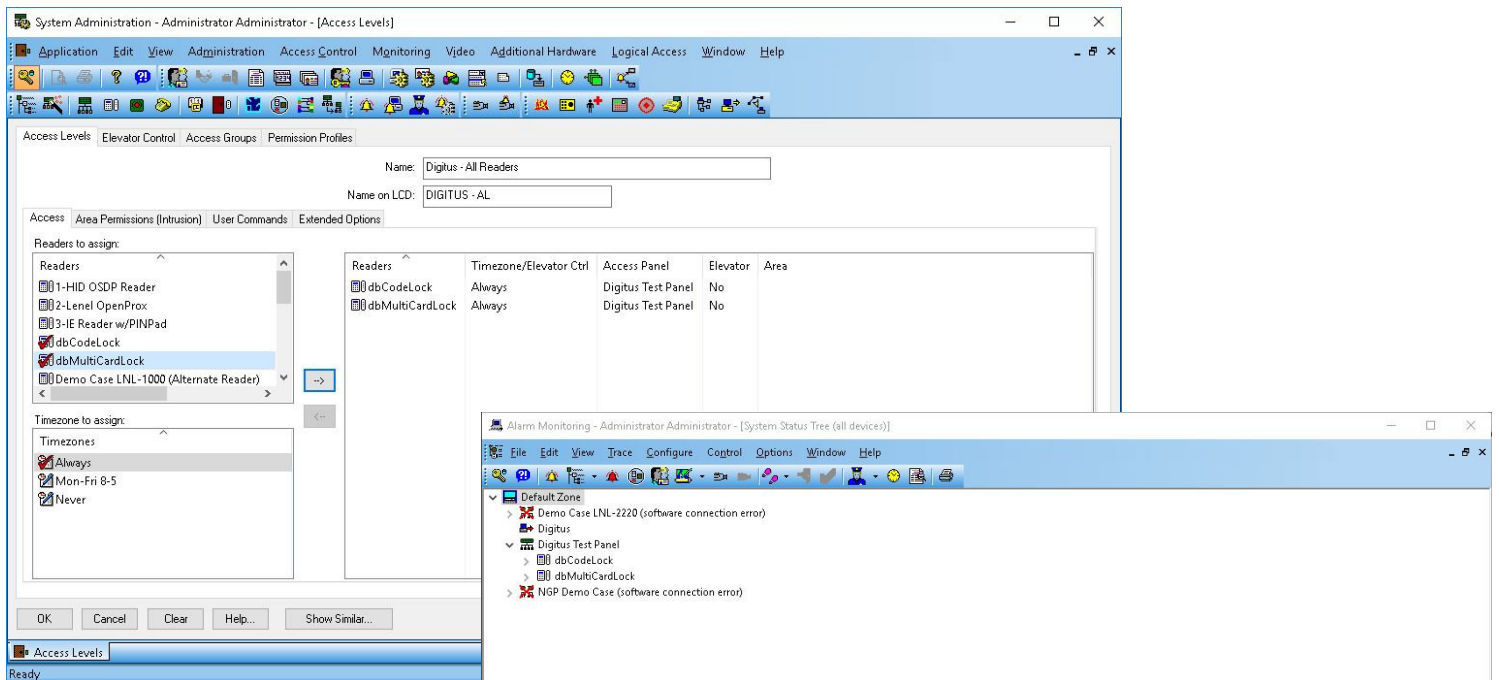 System Administration - Administrator Administrator - [Access Levels]
Application Edit View Administration Access Control Monitoring Video Additional Hardware Logical Access Window Help
Access Levels Elevator Control Access Groups Permission Profiles
Name: Digitus - All Readers
Name on LCD: DIGITUS - AL
Access Area Permissions (Intrusion) User Commands Extended Options
Readers to assign:
Readers
1-HID OSDP Reader
2-Lenel OpenProx
3-IE Reader w/PINPad
dbCodeLock
dbMultiCardLock
Demo Case LNL-1000 (Alternate Reader)
-->
<--
Readers Timezone/Elevator Ctrl Access Panel Elevator Area
dbCodeLock Always Digitus Test Panel No
dbMultiCardLock Always Digitus Test Panel No
Timezone to assign:
Timezones
Always
Mon-Fri 8-5
Never
OK Cancel Clear Help... Show Similar...
Access Levels
Ready
Alarm Monitoring - Administrator Administrator - [System Status Tree (all devices)]
File Edit View Trace Configure Control Options Window Help
Default Zone
Demo Case LNL-2220 (software connection error)
Digitus
Digitus Test Panel
dbCodeLock
dbMultiCardLock
NGP Demo Case (software connection error)